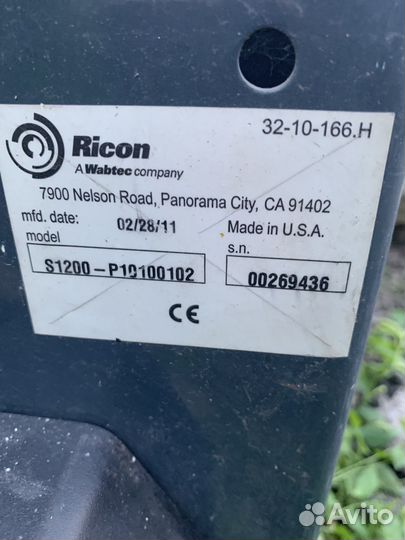 32-10-166.H
Ricon
A Wabtec company
7900 Nelson Road, Panorama City, CA 91402
mfd. date: 02/28/11 Made in U.S.A.
model s.n.
S1200-P10100102 00269436
CE
Avito